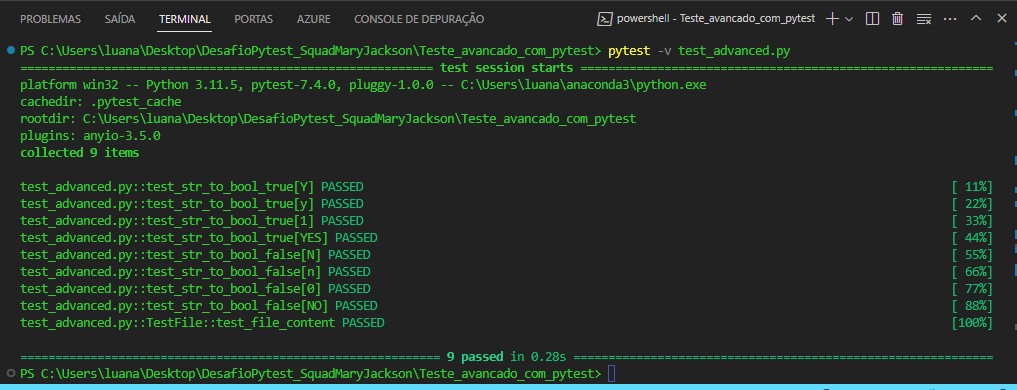 PROBLEMAS SAÍDA TERMINAL PORTAS AZURE CONSOLE DE DEPURAÇÃO powershell - Teste_avancado_com_pytest
PS C:\Users\luana\Desktop\DesafioPytest_SquadMaryJackson\Teste_avancado_com_pytest> pytest -v test_advanced.py
======================================================= test session starts =======================================================
platform win32 -- Python 3.11.5, pytest-7.4.0, pluggy-1.0.0 -- C:\Users\luana\anaconda3\python.exe
cachedir: .pytest_cache
rootdir: C:\Users\luana\Desktop\DesafioPytest_SquadMaryJackson\Teste_avancado_com_pytest
plugins: anyio-3.5.0
collected 9 items
test_advanced.py::test_str_to_bool_true[Y] PASSED [ 11%]
test_advanced.py::test_str_to_bool_true[y] PASSED [ 22%]
test_advanced.py::test_str_to_bool_true[1] PASSED [ 33%]
test_advanced.py::test_str_to_bool_true[YES] PASSED [ 44%]
test_advanced.py::test_str_to_bool_false[N] PASSED [ 55%]
test_advanced.py::test_str_to_bool_false[n] PASSED [ 66%]
test_advanced.py::test_str_to_bool_false[0] PASSED [ 77%]
test_advanced.py::test_str_to_bool_false[NO] PASSED [ 88%]
test_advanced.py::TestFile::test_file_content PASSED [100%]
======================================================== 9 passed in 0.28s ========================================================
PS C:\Users\luana\Desktop\DesafioPytest_SquadMaryJackson\Teste_avancado_com_pytest>